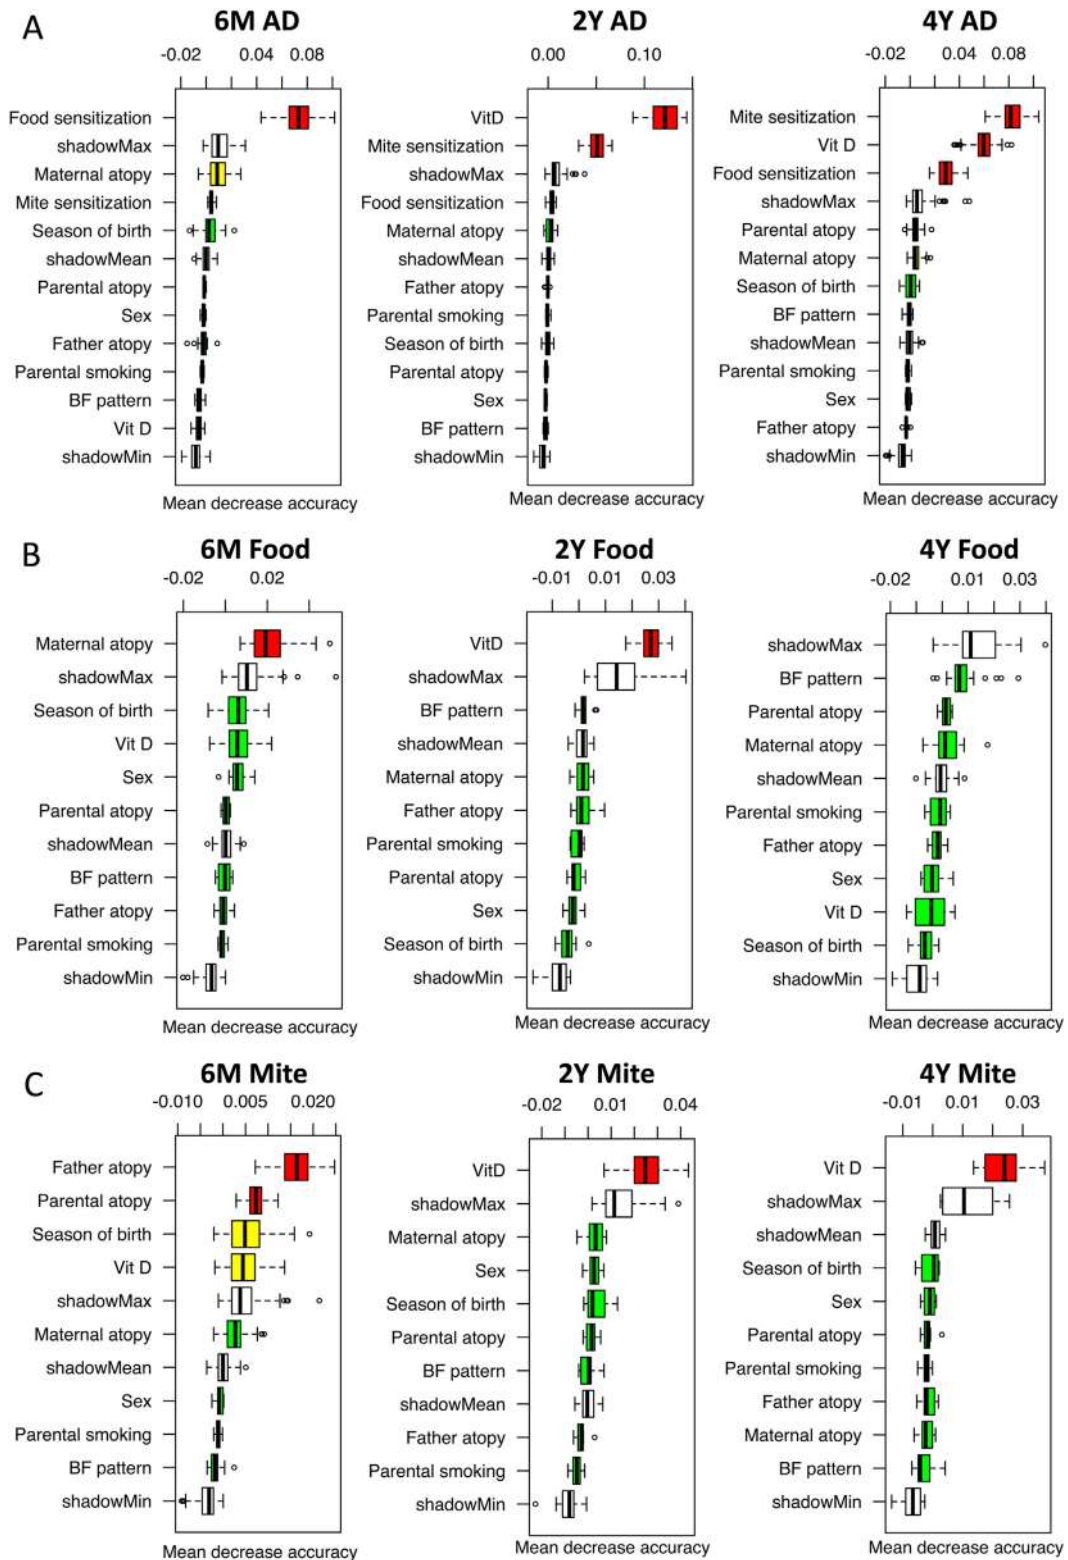 A
6M AD
2Y AD
4Y AD
-0.02 0.04 0.08
0.00 0.10
-0.02 0.04 0.08
Food sensitization
shadowMax
Maternal atopy
Mite sensitization
Season of birth
shadowMean
Parental atopy
Sex
Father atopy
Parental smoking
BF pattern
Vit D
shadowMin
Mean decrease accuracy
VitD
Mite sensitization
shadowMax
Food sensitization
Maternal atopy
shadowMean
Father atopy
Parental smoking
Season of birth
Parental atopy
Sex
BF pattern
shadowMin
Mean decrease accuracy
Mite sesitization
Vit D
Food sensitization
shadowMax
Parental atopy
Maternal atopy
Season of birth
BF pattern
shadowMean
Parental smoking
Sex
Father atopy
shadowMin
Mean decrease accuracy
B
6M Food
2Y Food
4Y Food
-0.02 0.02
-0.01 0.01 0.03
-0.02 0.01 0.03
Maternal atopy
shadowMax
Season of birth
Vit D
Sex
Parental atopy
shadowMean
BF pattern
Father atopy
Parental smoking
shadowMin
Mean decrease accuracy
VitD
shadowMax
BF pattern
shadowMean
Maternal atopy
Father atopy
Parental smoking
Parental atopy
Sex
Season of birth
shadowMin
Mean decrease accuracy
shadowMax
BF pattern
Parental atopy
Maternal atopy
shadowMean
Parental smoking
Father atopy
Sex
Vit D
Season of birth
shadowMin
Mean decrease accuracy
C
6M Mite
2Y Mite
4Y Mite
-0.010 0.005 0.020
-0.02 0.01 0.04
-0.01 0.01 0.03
Father atopy
Parental atopy
Season of birth
Vit D
shadowMax
Maternal atopy
shadowMean
Sex
Parental smoking
BF pattern
shadowMin
Mean decrease accuracy
VitD
shadowMax
Maternal atopy
Sex
Season of birth
Parental atopy
BF pattern
shadowMean
Father atopy
Parental smoking
shadowMin
Mean decrease accuracy
Vit D
shadowMax
shadowMean
Season of birth
Sex
Parental atopy
Parental smoking
Father atopy
Maternal atopy
BF pattern
shadowMin
Mean decrease accuracy